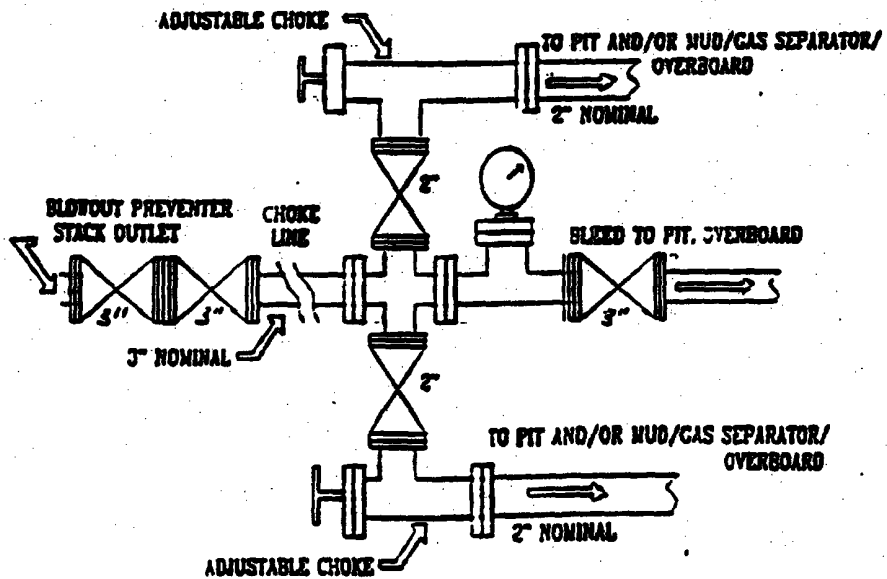 ADJUSTABLE CHOKE
TO PIT AND/OR MUD/GAS SEPARATOR/
OVERBOARD
2" NOMINAL
2"
BLOWOUT PREVENTER
STACK OUTLET
CHOKE
LINE
BLEED TO PIT, OVERBOARD
3"
3"
3"
3" NOMINAL
2"
TO PIT AND/OR MUD/GAS SEPARATOR/
OVERBOARD
2" NOMINAL
ADJUSTABLE CHOKE